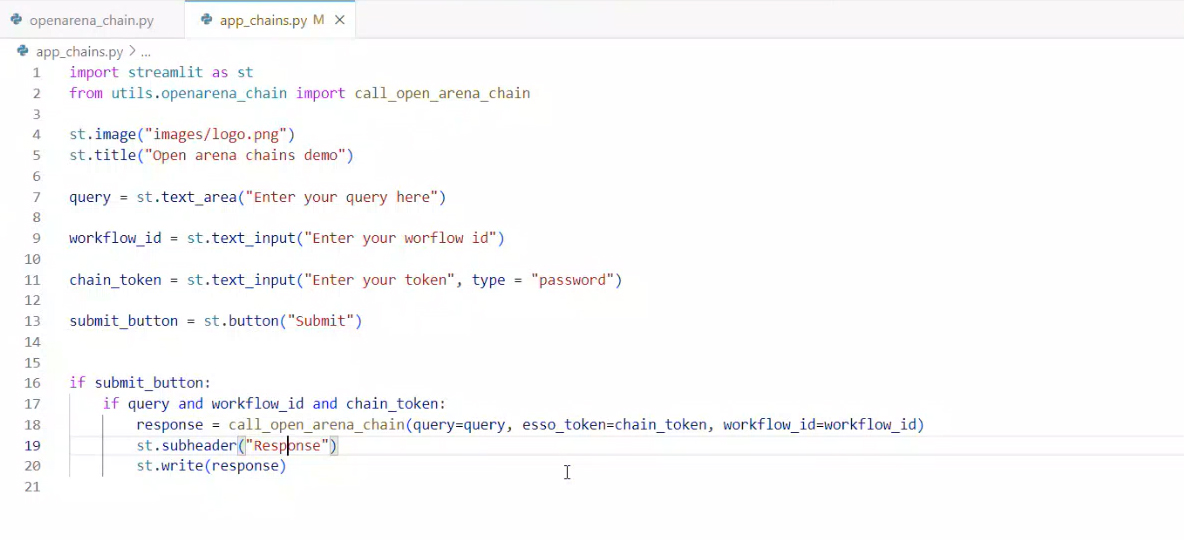 openarena_chain.py
app_chains.py M
app_chains.py > ...
1 import streamlit as st
2 from utils.openarena_chain import call_open_arena_chain
3
4 st.image("images/logo.png")
5 st.title("Open arena chains demo")
6
7 query = st.text_area("Enter your query here")
8
9 workflow_id = st.text_input("Enter your worflow id")
10
11 chain_token = st.text_input("Enter your token", type = "password")
12
13 submit_button = st.button("Submit")
14
15
16 if submit_button:
17     if query and workflow_id and chain_token:
18         response = call_open_arena_chain(query=query, esso_token=chain_token, workflow_id=workflow_id)
19         st.subheader("Response")
20         st.write(response)
21